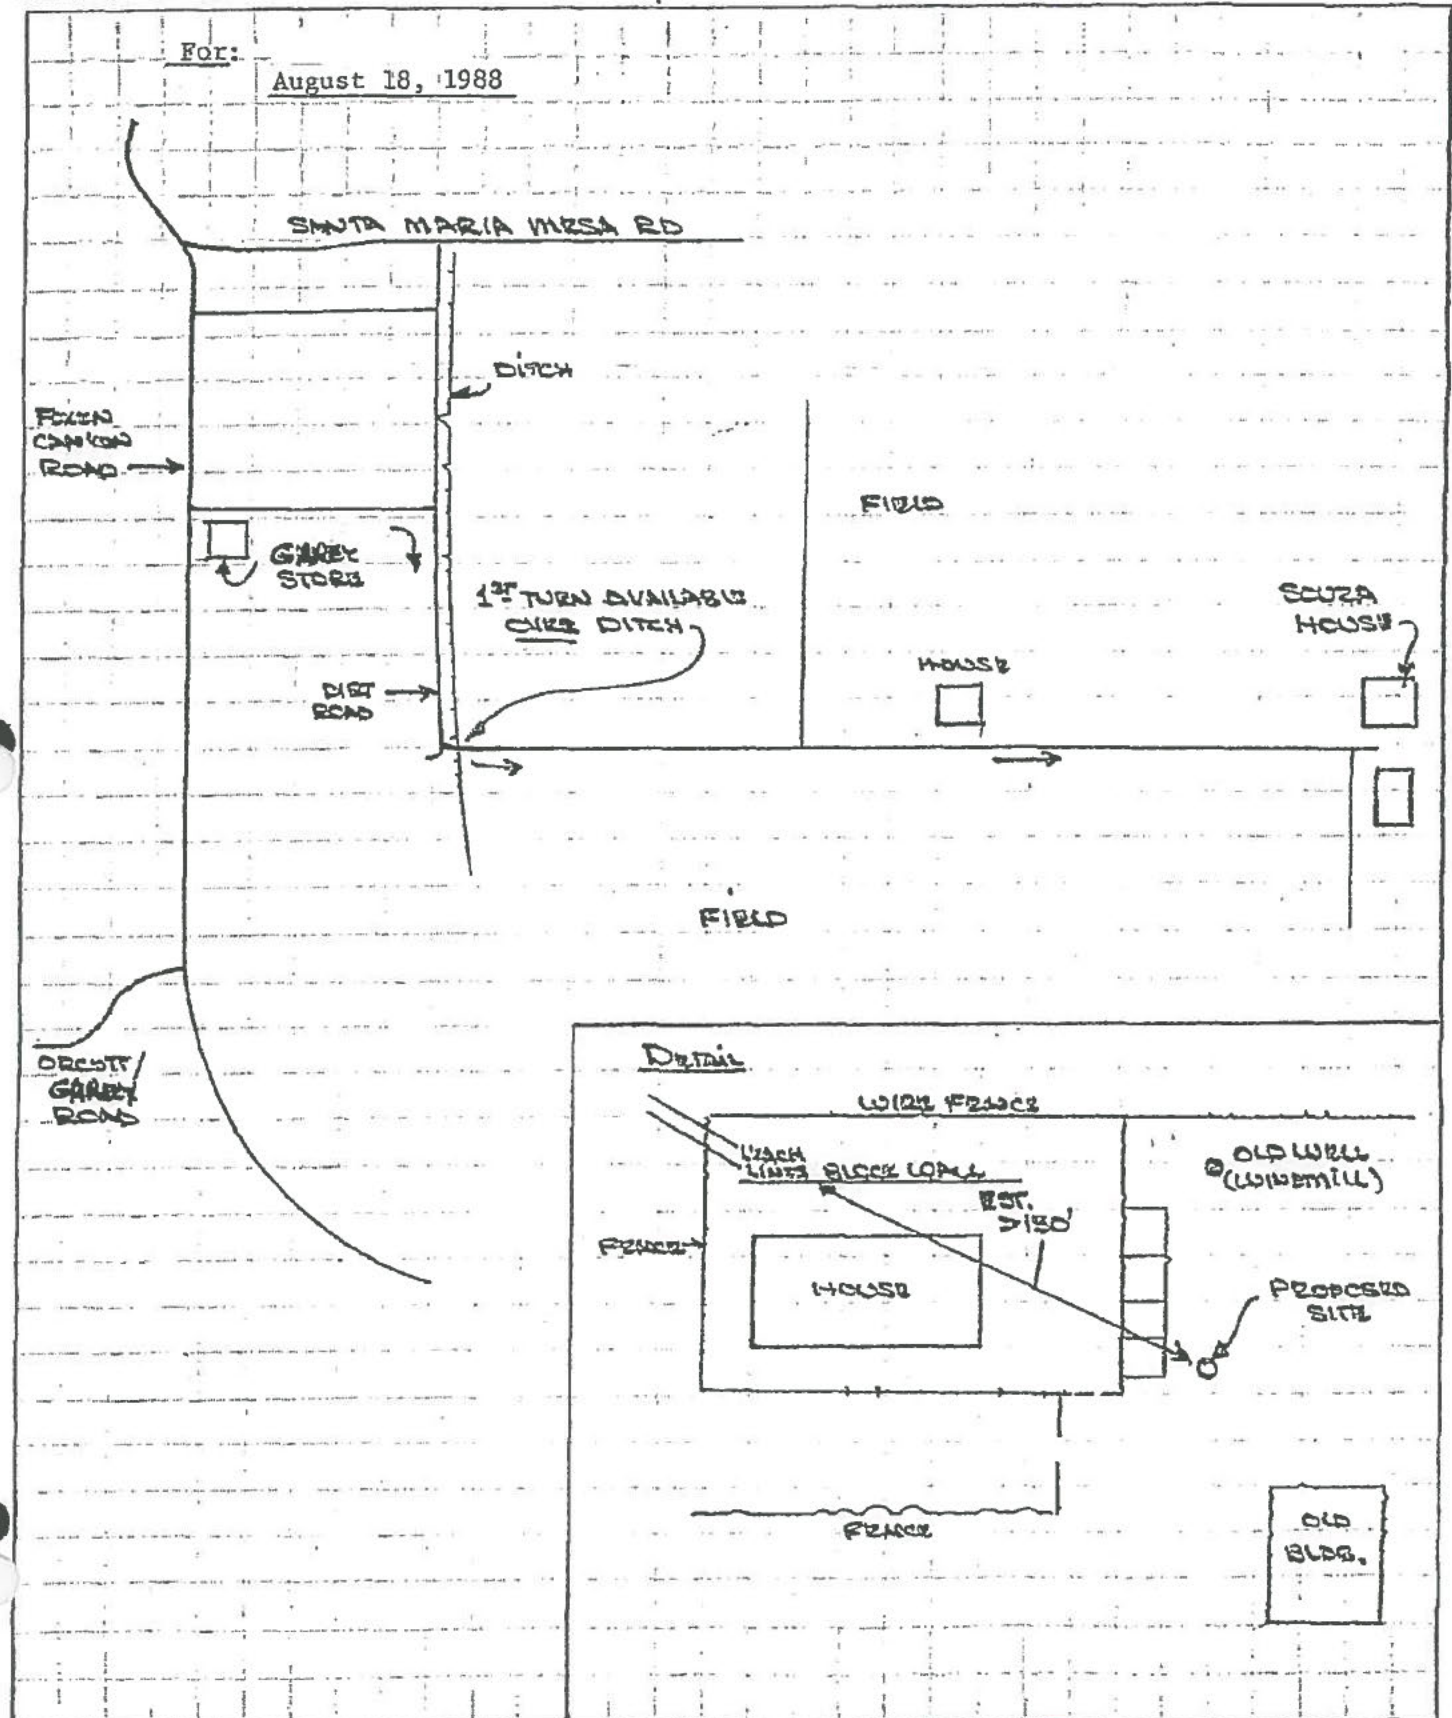 For:
August 18, 1988
SANTA MARIA MESA RD
DITCH
FOXEN
CANYON
ROAD
FIELD
GAREY
STORE
1ST TURN AVAILABLE
OVER DITCH
SOUZA
HOUSE
HOUSE
DIRT
ROAD
FIELD
ORCUTT/
GAREY
ROAD
DETAIL
WIRE FENCE
LEACH
LINES
BLOCK WALL
OLD WELL
(WINDMILL)
EST.
>150'
FENCE
HOUSE
PROPOSED
SITE
FENCE
OLD
BLDG.